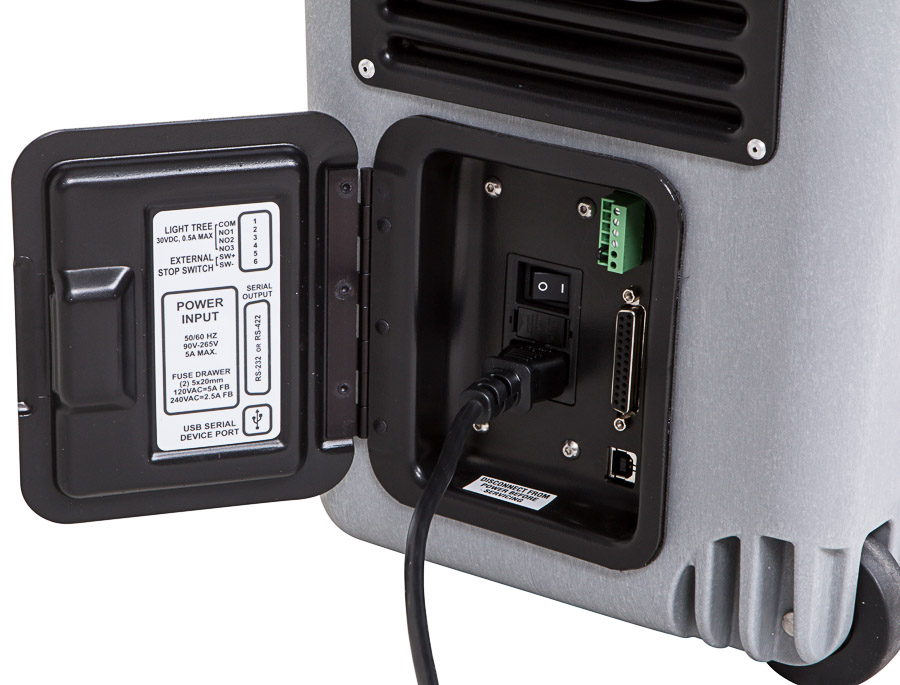 LIGHT TREE
30VDC, 0.5A MAX
COM 1
NO1 2
NO2 3
NO3 4
EXTERNAL
STOP SWITCH
SW+ 5
SW- 6
SERIAL
OUTPUT
RS-232 OR RS-422
POWER
INPUT
50/60 HZ
90V-265V
5A MAX.
FUSE DRAWER
(2) 5x20mm
120VAC=5A FB
240VAC=2.5A FB
USB SERIAL
DEVICE PORT
O I
DISCONNECT FROM
POWER BEFORE
SERVICING